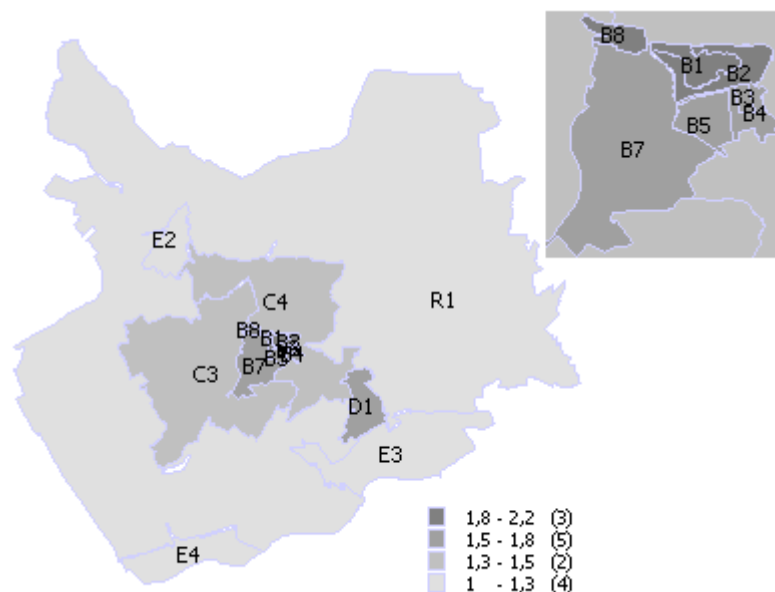 B8
B1
B2
B3
B4
B5
B7
E2
C4
R1
B8
B1
B7
C3
D1
E3
E4
1,8 - 2,2 (3)
1,5 - 1,8 (5)
1,3 - 1,5 (2)
1 - 1,3 (4)